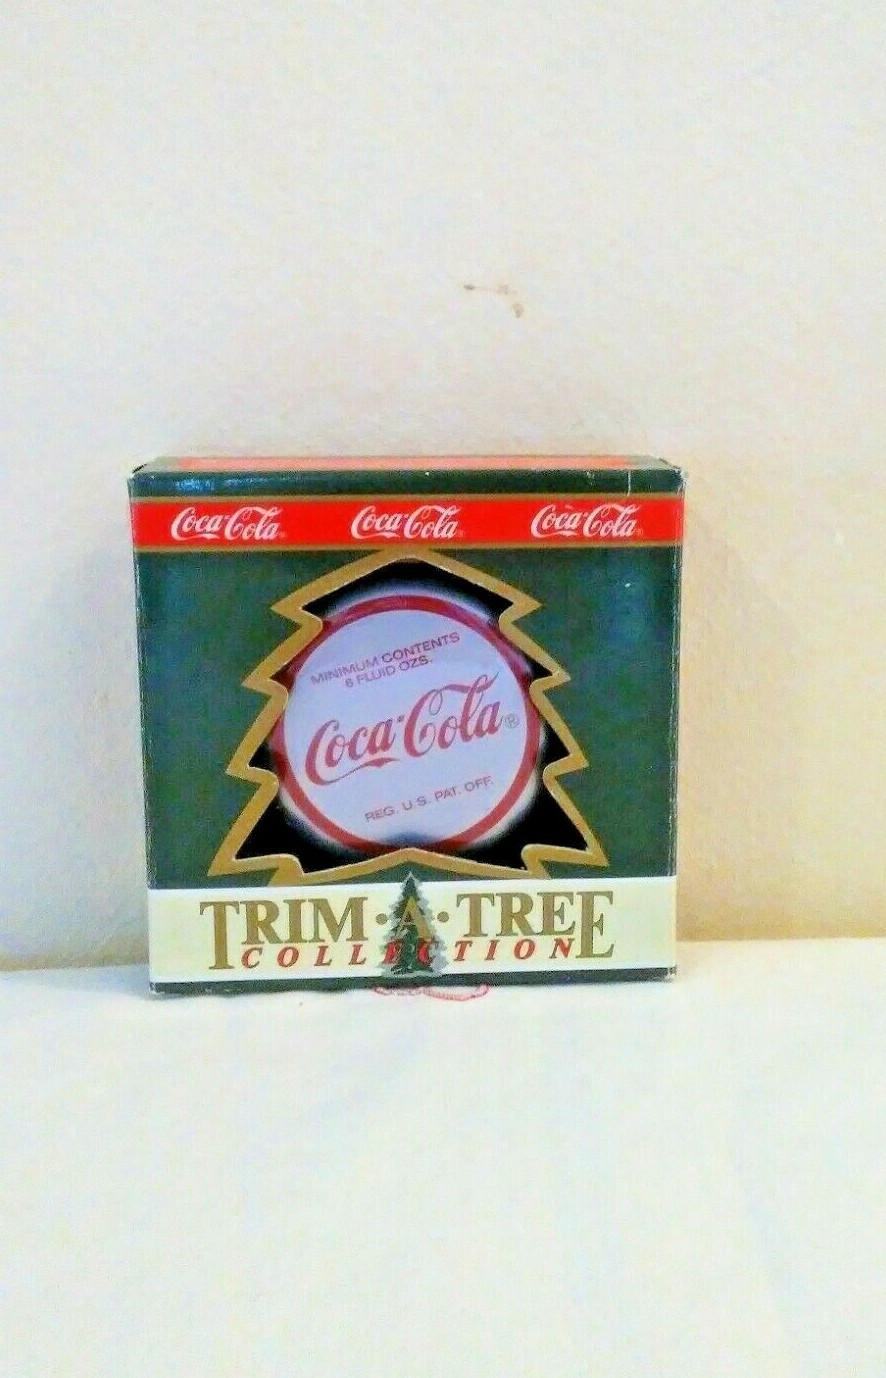 Coca-Cola Coca-Cola Coca-Cola
MINIMUM CONTENTS
6 FLUID OZS.
Coca-Cola®
REG. U.S. PAT. OFF.
TRIM·A·TREE
COLLECTION